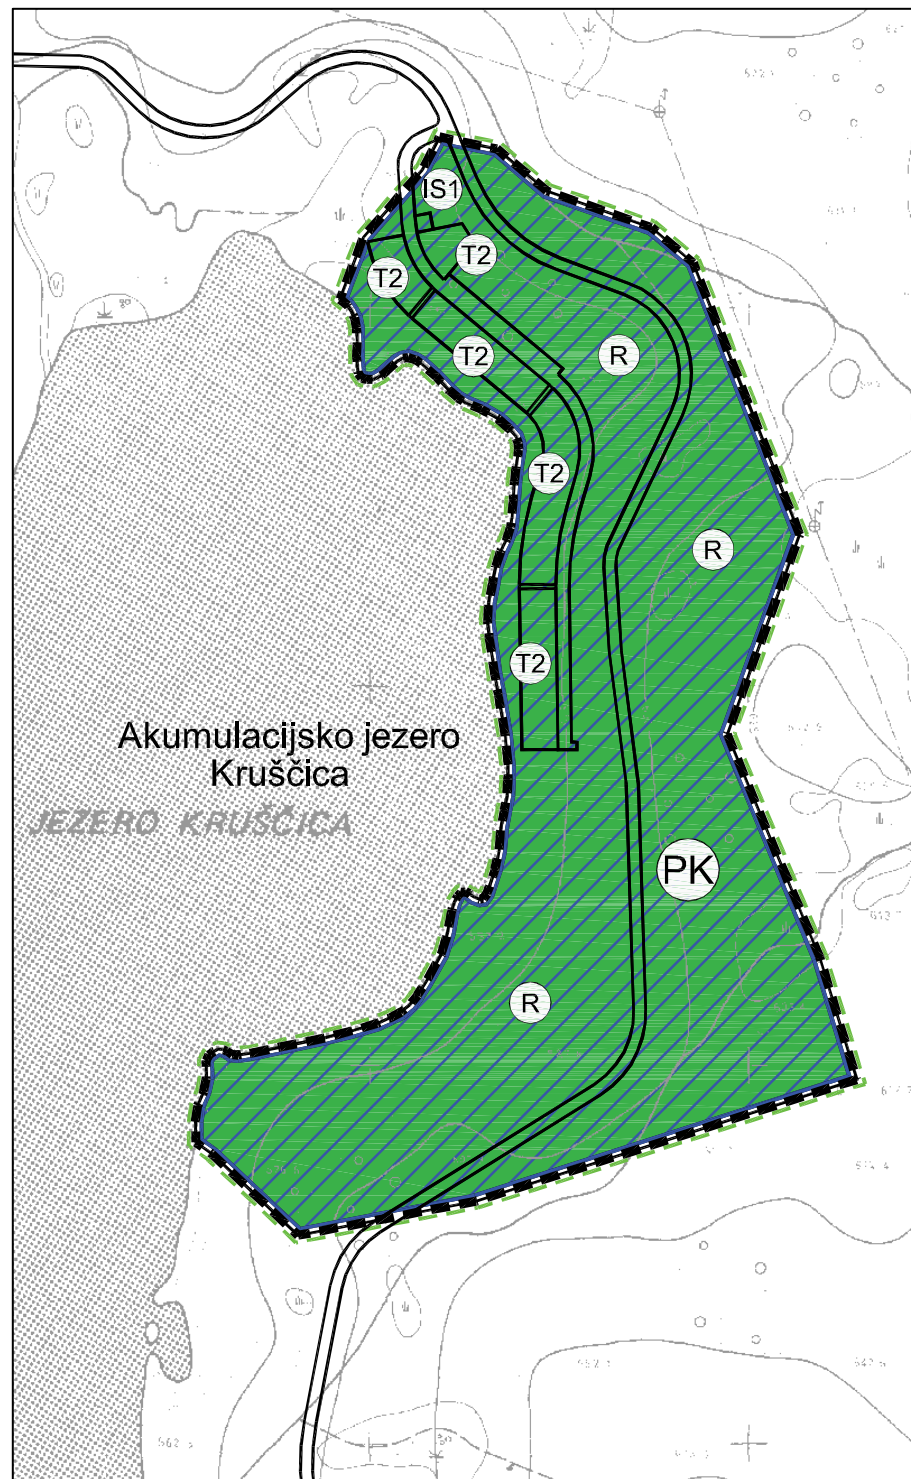 IS1
T2
T2
T2
R
T2
R
T2
Akumulacijsko jezero
Kruščica
JEZERO KRUŠČICA
PK
R